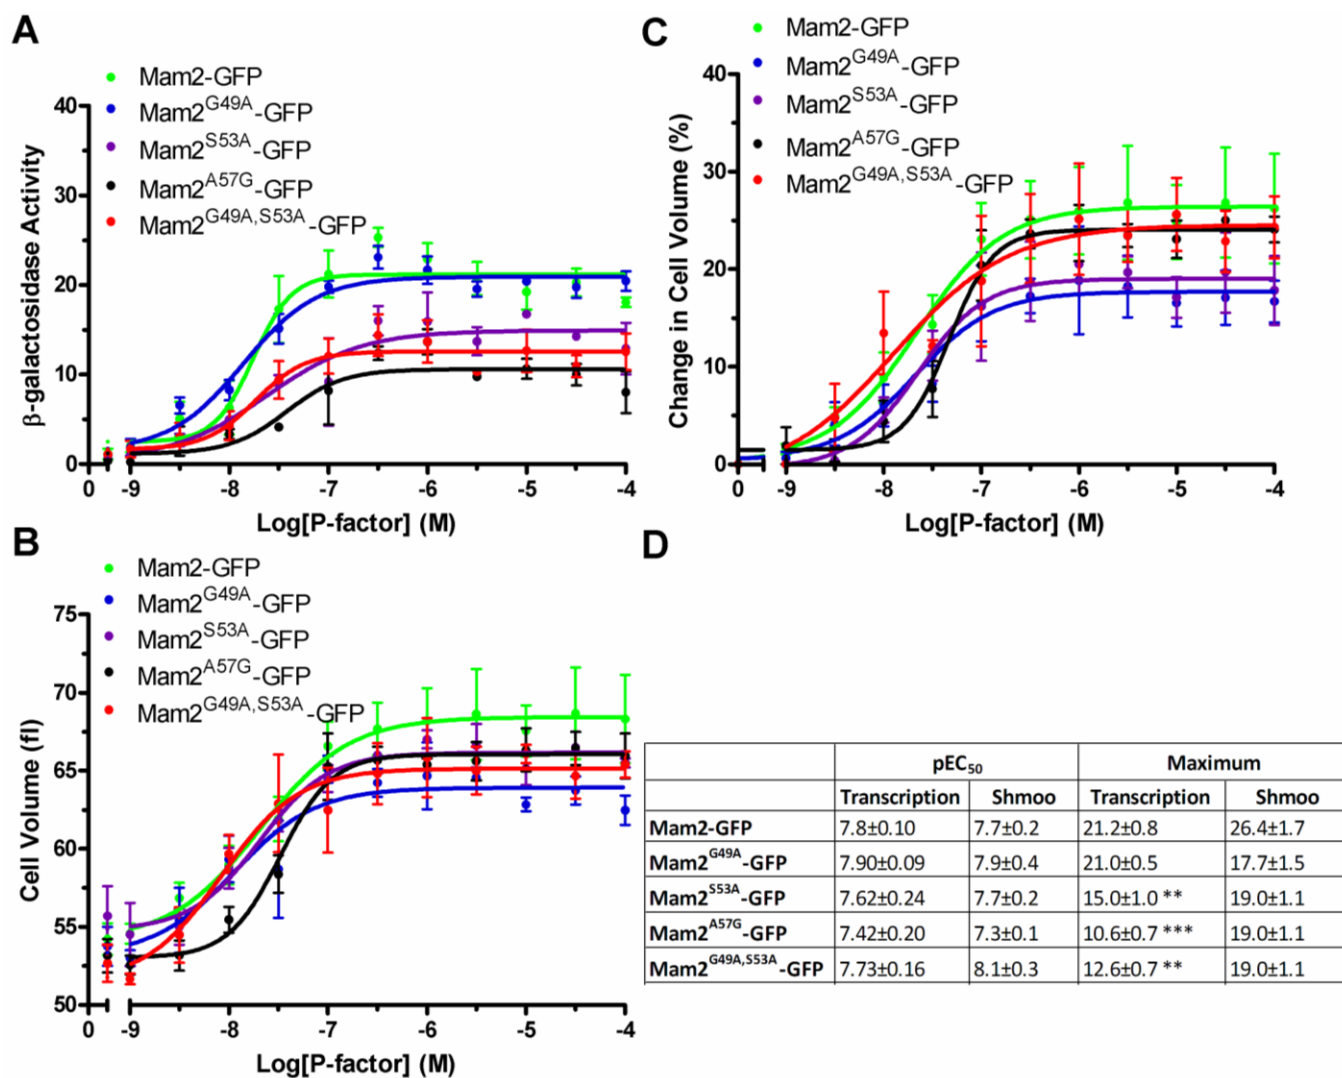 A
Mam2-GFP
Mam2G49A-GFP
Mam2S53A-GFP
Mam2A57G-GFP
Mam2G49A,S53A-GFP
β-galactosidase Activity
40
30
20
10
0
0 -9 -8 -7 -6 -5 -4
Log[P-factor] (M)
B
Mam2-GFP
Mam2G49A-GFP
Mam2S53A-GFP
Mam2A57G-GFP
Mam2G49A,S53A-GFP
Cell Volume (fl)
75
70
65
60
55
50
0 -9 -8 -7 -6 -5 -4
Log[P-factor] (M)
C
Mam2-GFP
Mam2G49A-GFP
Mam2S53A-GFP
Mam2A57G-GFP
Mam2G49A,S53A-GFP
Change in Cell Volume (%)
40
30
20
10
0
0 -9 -8 -7 -6 -5 -4
Log[P-factor] (M)
D
pEC50 Maximum
Transcription Shmoo Transcription Shmoo
Mam2-GFP 7.8±0.10 7.7±0.2 21.2±0.8 26.4±1.7
Mam2G49A-GFP 7.90±0.09 7.9±0.4 21.0±0.5 17.7±1.5
Mam2S53A-GFP 7.62±0.24 7.7±0.2 15.0±1.0 ** 19.0±1.1
Mam2A57G-GFP 7.42±0.20 7.3±0.1 10.6±0.7 *** 19.0±1.1
Mam2G49A,S53A-GFP 7.73±0.16 8.1±0.3 12.6±0.7 ** 19.0±1.1